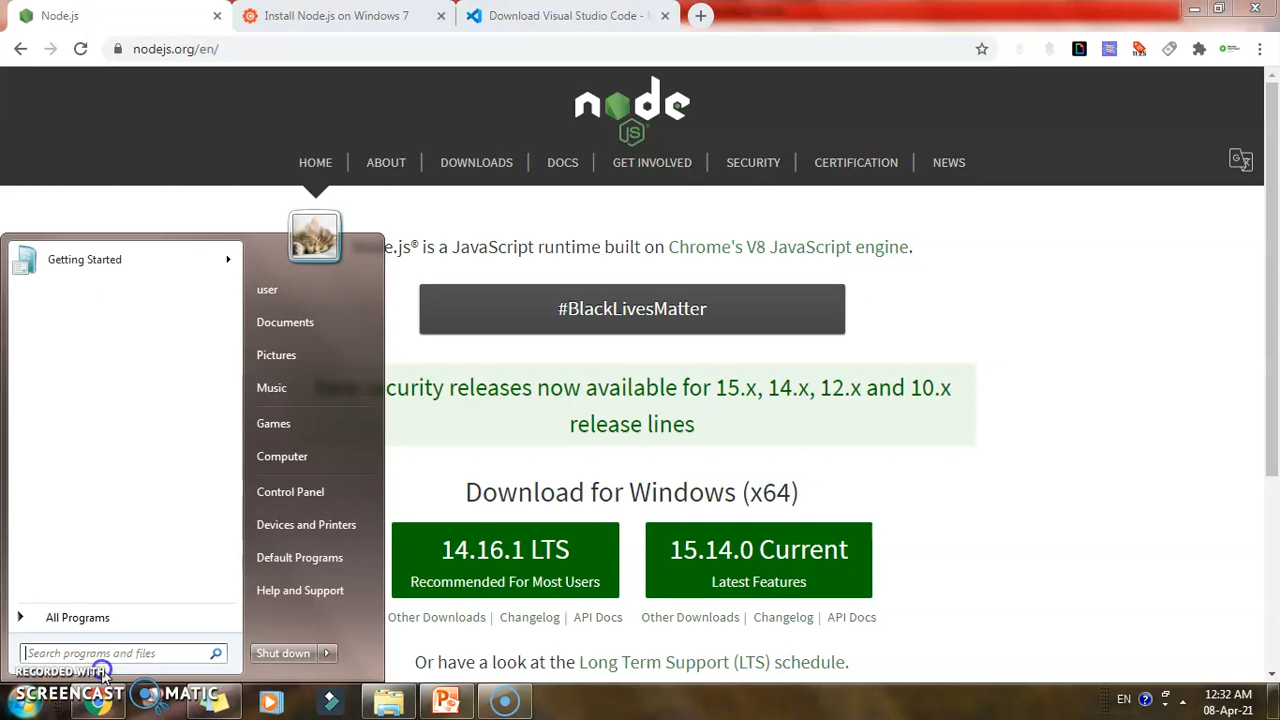 Node.js
Install Node.js on Windows 7
Download Visual Studio Code -
nodejs.org/en/
11.25
node
JS
HOME
ABOUT
DOWNLOADS
DOCS
GET INVOLVED
SECURITY
CERTIFICATION
NEWS
e.js® is a JavaScript runtime built on Chrome's V8 JavaScript engine.
#BlackLivesMatter
curity releases now available for 15.x, 14.x, 12.x and 10.x
release lines
Download for Windows (x64)
14.16.1 LTS
Recommended For Most Users
15.14.0 Current
Latest Features
Other Downloads | Changelog | API Docs
Other Downloads | Changelog | API Docs
Or have a look at the Long Term Support (LTS) schedule.
Getting Started
All Programs
Search programs and files
user
Documents
Pictures
Music
Games
Computer
Control Panel
Devices and Printers
Default Programs
Help and Support
Shut down
RECORDED WITH
SCREENCAST MATIC
EN
12:32 AM
08-Apr-21